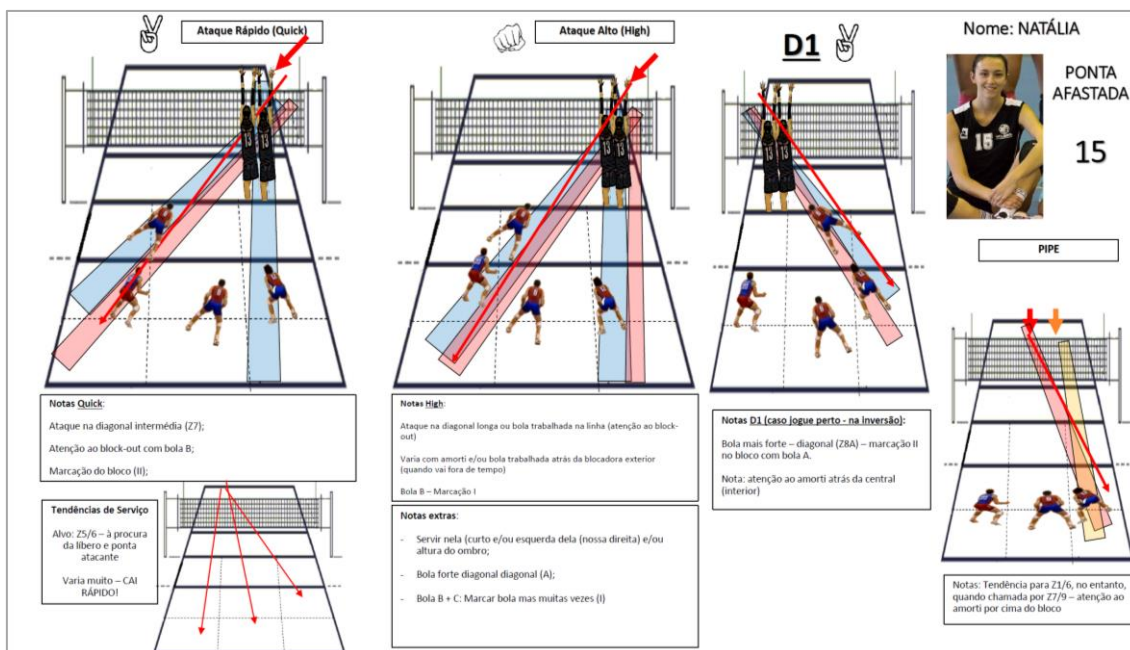 Ataque Rápido (Quick)
Ataque Alto (High)
D1
Nome: NATÁLIA
PONTA
AFASTADA
15
15
PIPE
Notas Quick:
Ataque na diagonal intermédia (Z7);
Atenção ao block-out com bola B;
Marcação do bloco (II);
Notas High:
Ataque na diagonal longa ou bola trabalhada na linha (atenção ao block-
out)
Varia com amorti e/ou bola trabalhada atrás da blocadora exterior
(quando vai fora de tempo)
Bola B – Marcação I
Notas D1 (caso jogue perto - na inversão):
Bola mais forte – diagonal (Z8A) – marcação II
no bloco com bola A.
Nota: atenção ao amorti atrás da central
(interior)
Tendências de Serviço
Alvo: Z5/6 – à procura
da líbero e ponta
atacante
Varia muito – CAI
RÁPIDO!
Notas extras:
- Servir nela (curto e/ou esquerda dela (nossa direita) e/ou
altura do ombro;
- Bola forte diagonal diagonal (A);
- Bola B + C: Marcar bola mas muitas vezes (I)
Notas: Tendência para Z1/6, no entanto,
quando chamada por Z7/9 – atenção ao
amorti por cima do bloco